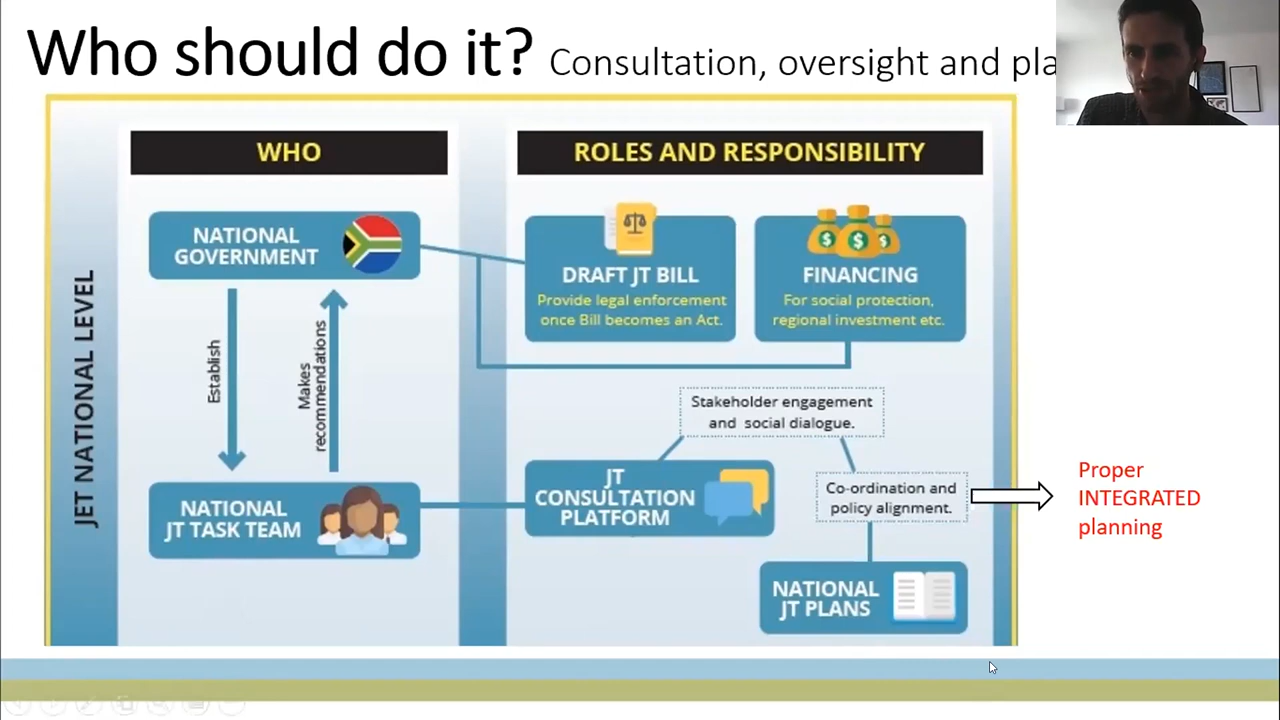 Who should do it? Consultation, oversight and pla
WHO
ROLES AND RESPONSIBILITY
JET NATIONAL LEVEL
NATIONAL
GOVERNMENT
Establish
Makes
recommendations
NATIONAL
JT TASK TEAM
DRAFT JT BILL
Provide legal enforcement
once Bill becomes an Act.
FINANCING
For social protection,
regional investment etc.
Stakeholder engagement
and social dialogue.
JT
CONSULTATION
PLATFORM
Co-ordination and
policy alignment.
NATIONAL
JT PLANS
Proper
INTEGRATED
planning